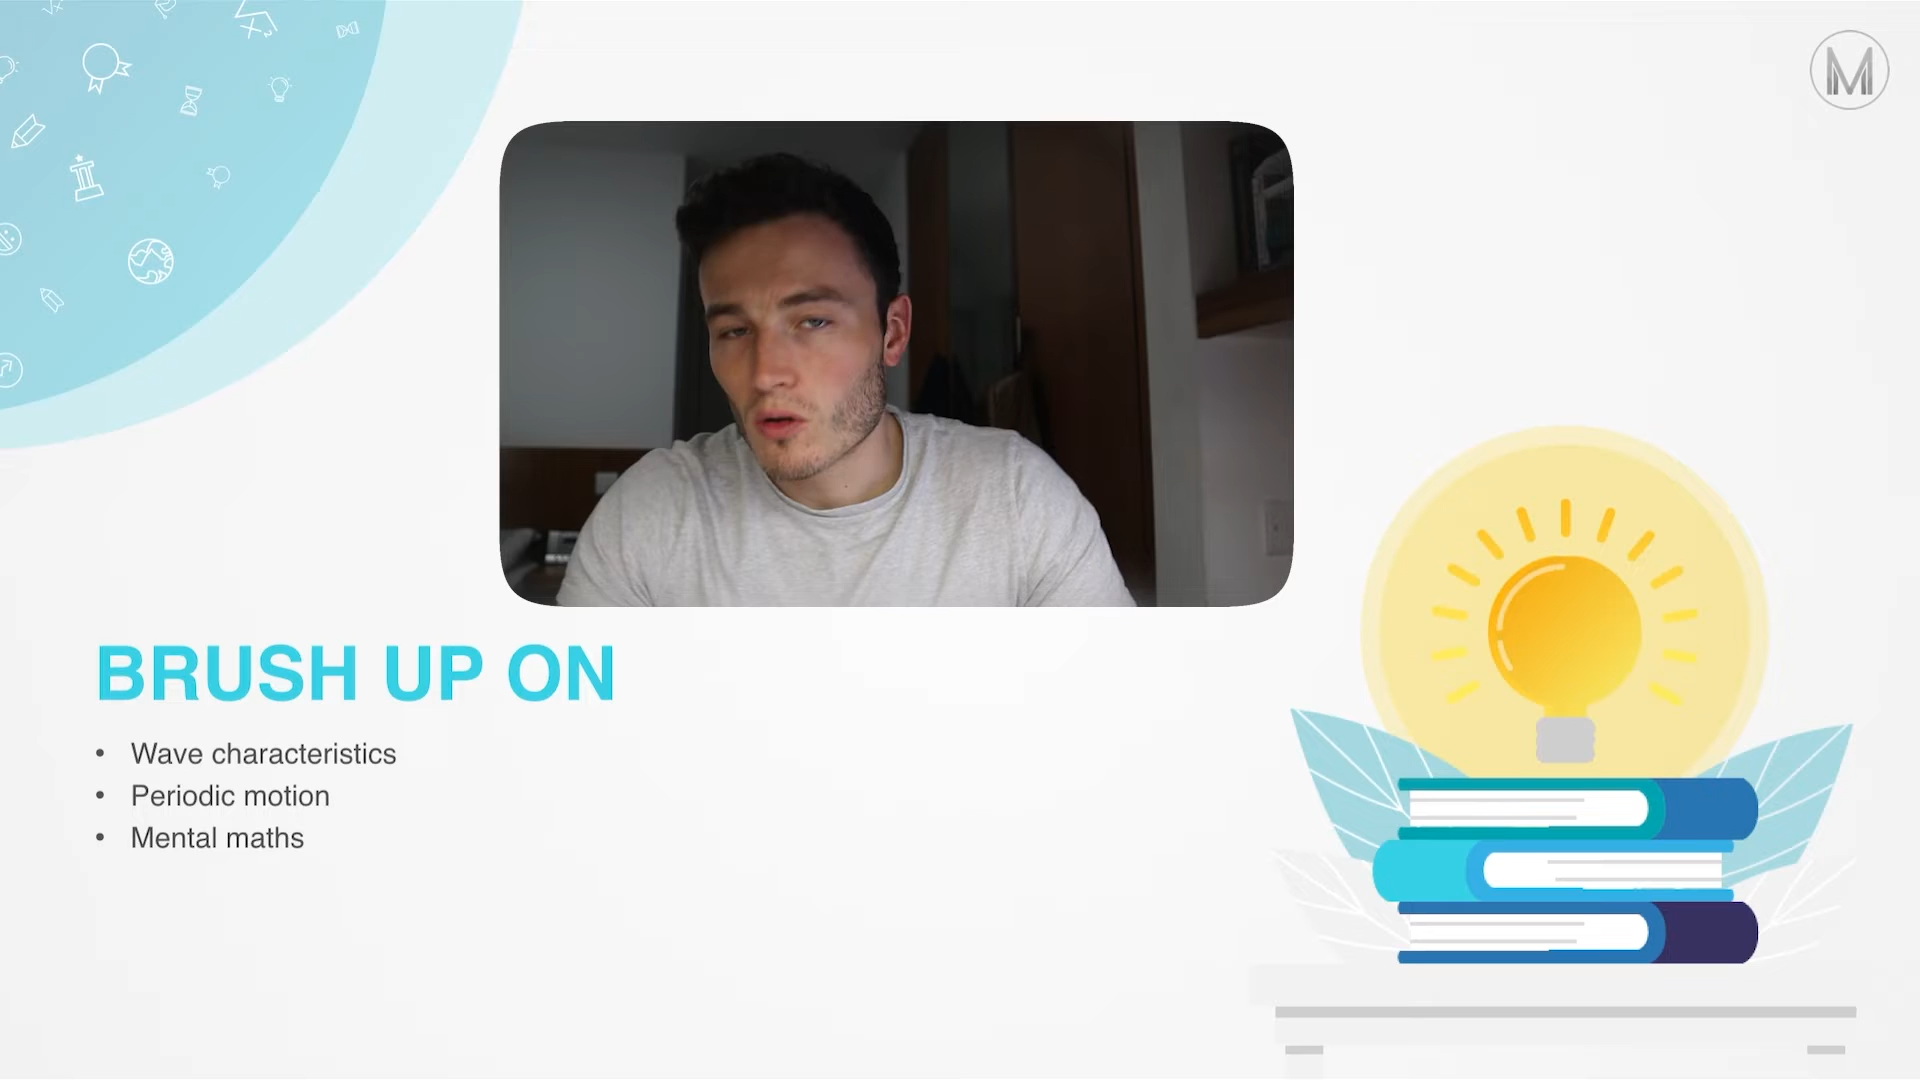 M
BRUSH UP ON
• Wave characteristics
• Periodic motion
• Mental maths